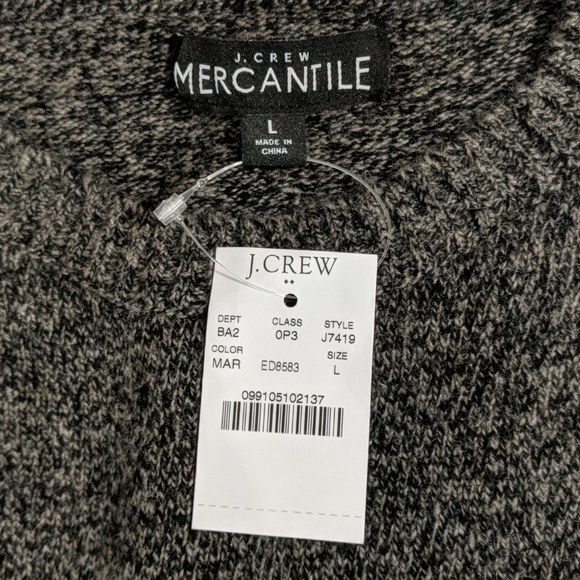 J.CREW
MERCANTILE
L
MADE IN
CHINA
J.CREW
DEPT CLASS STYLE
BA2 0P3 J7419
COLOR SIZE
MAR ED8583 L
099105102137